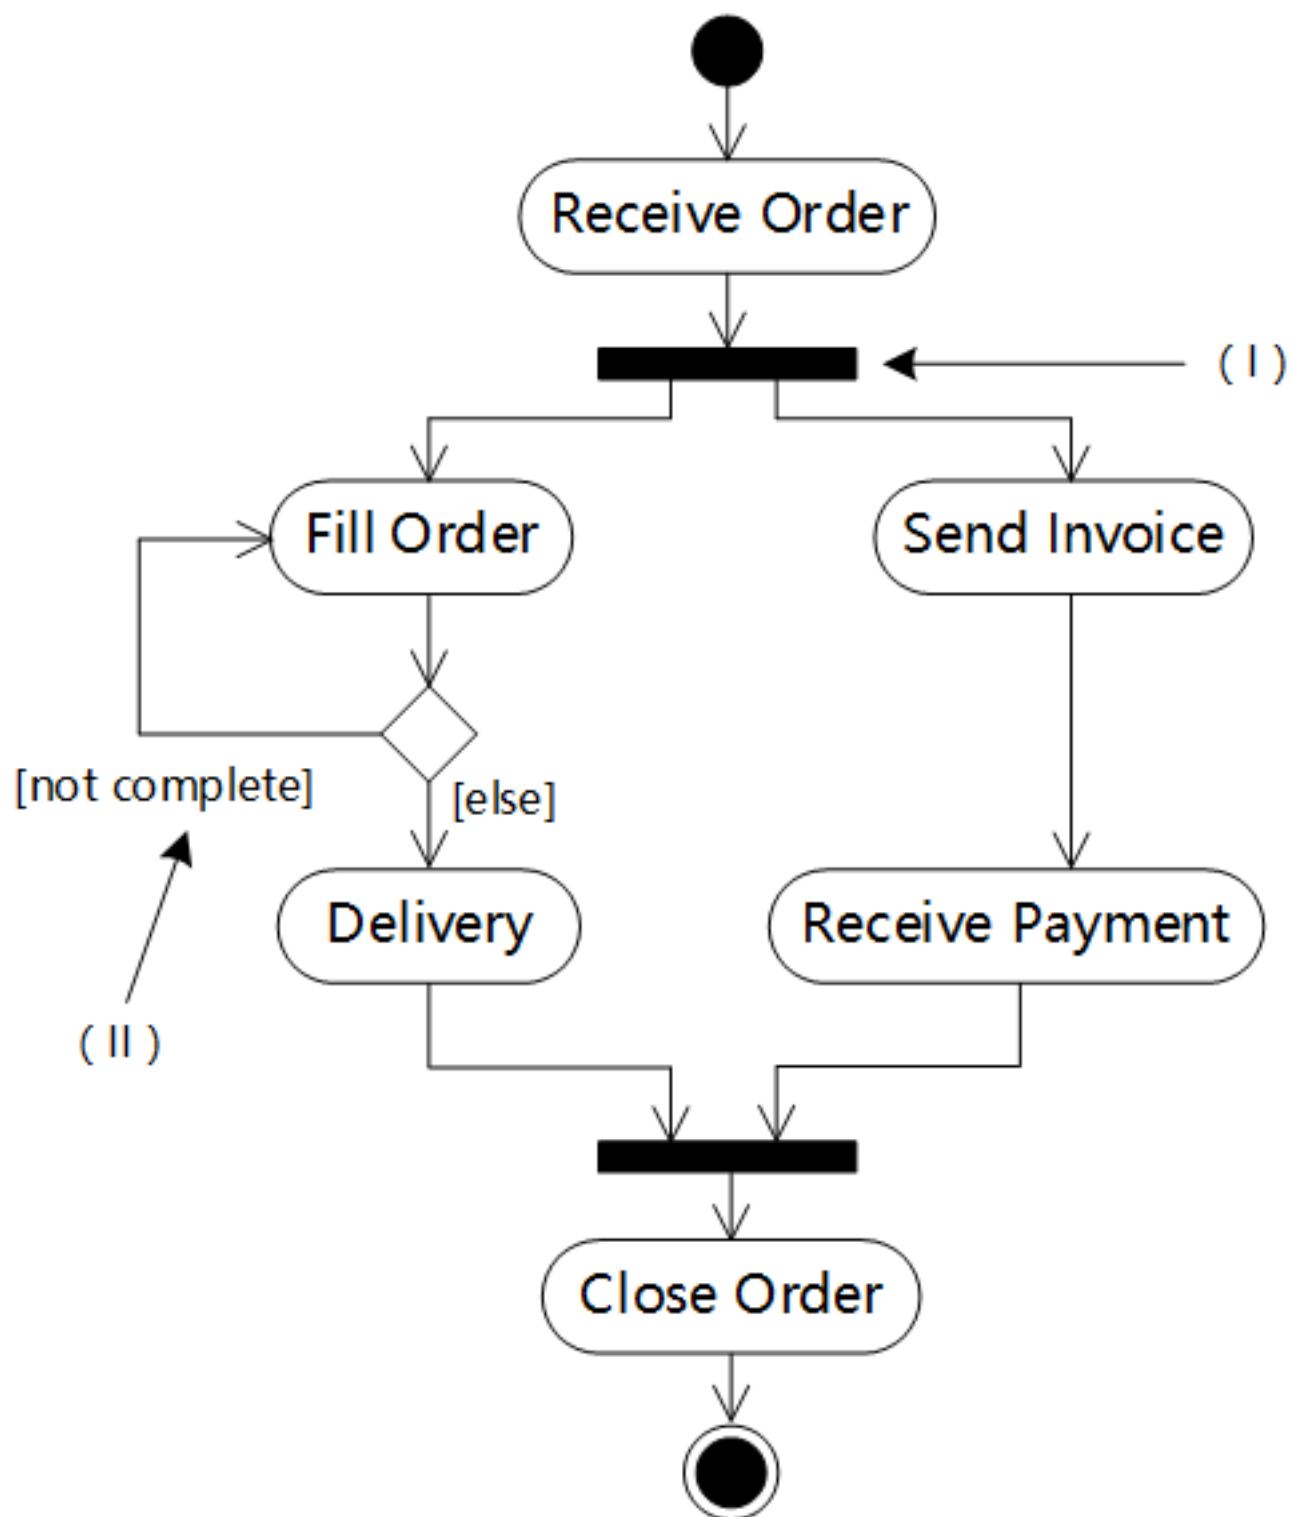 Receive Order
( I )
Fill Order
Send Invoice
[not complete]
[else]
Delivery
Receive Payment
( II )
Close Order